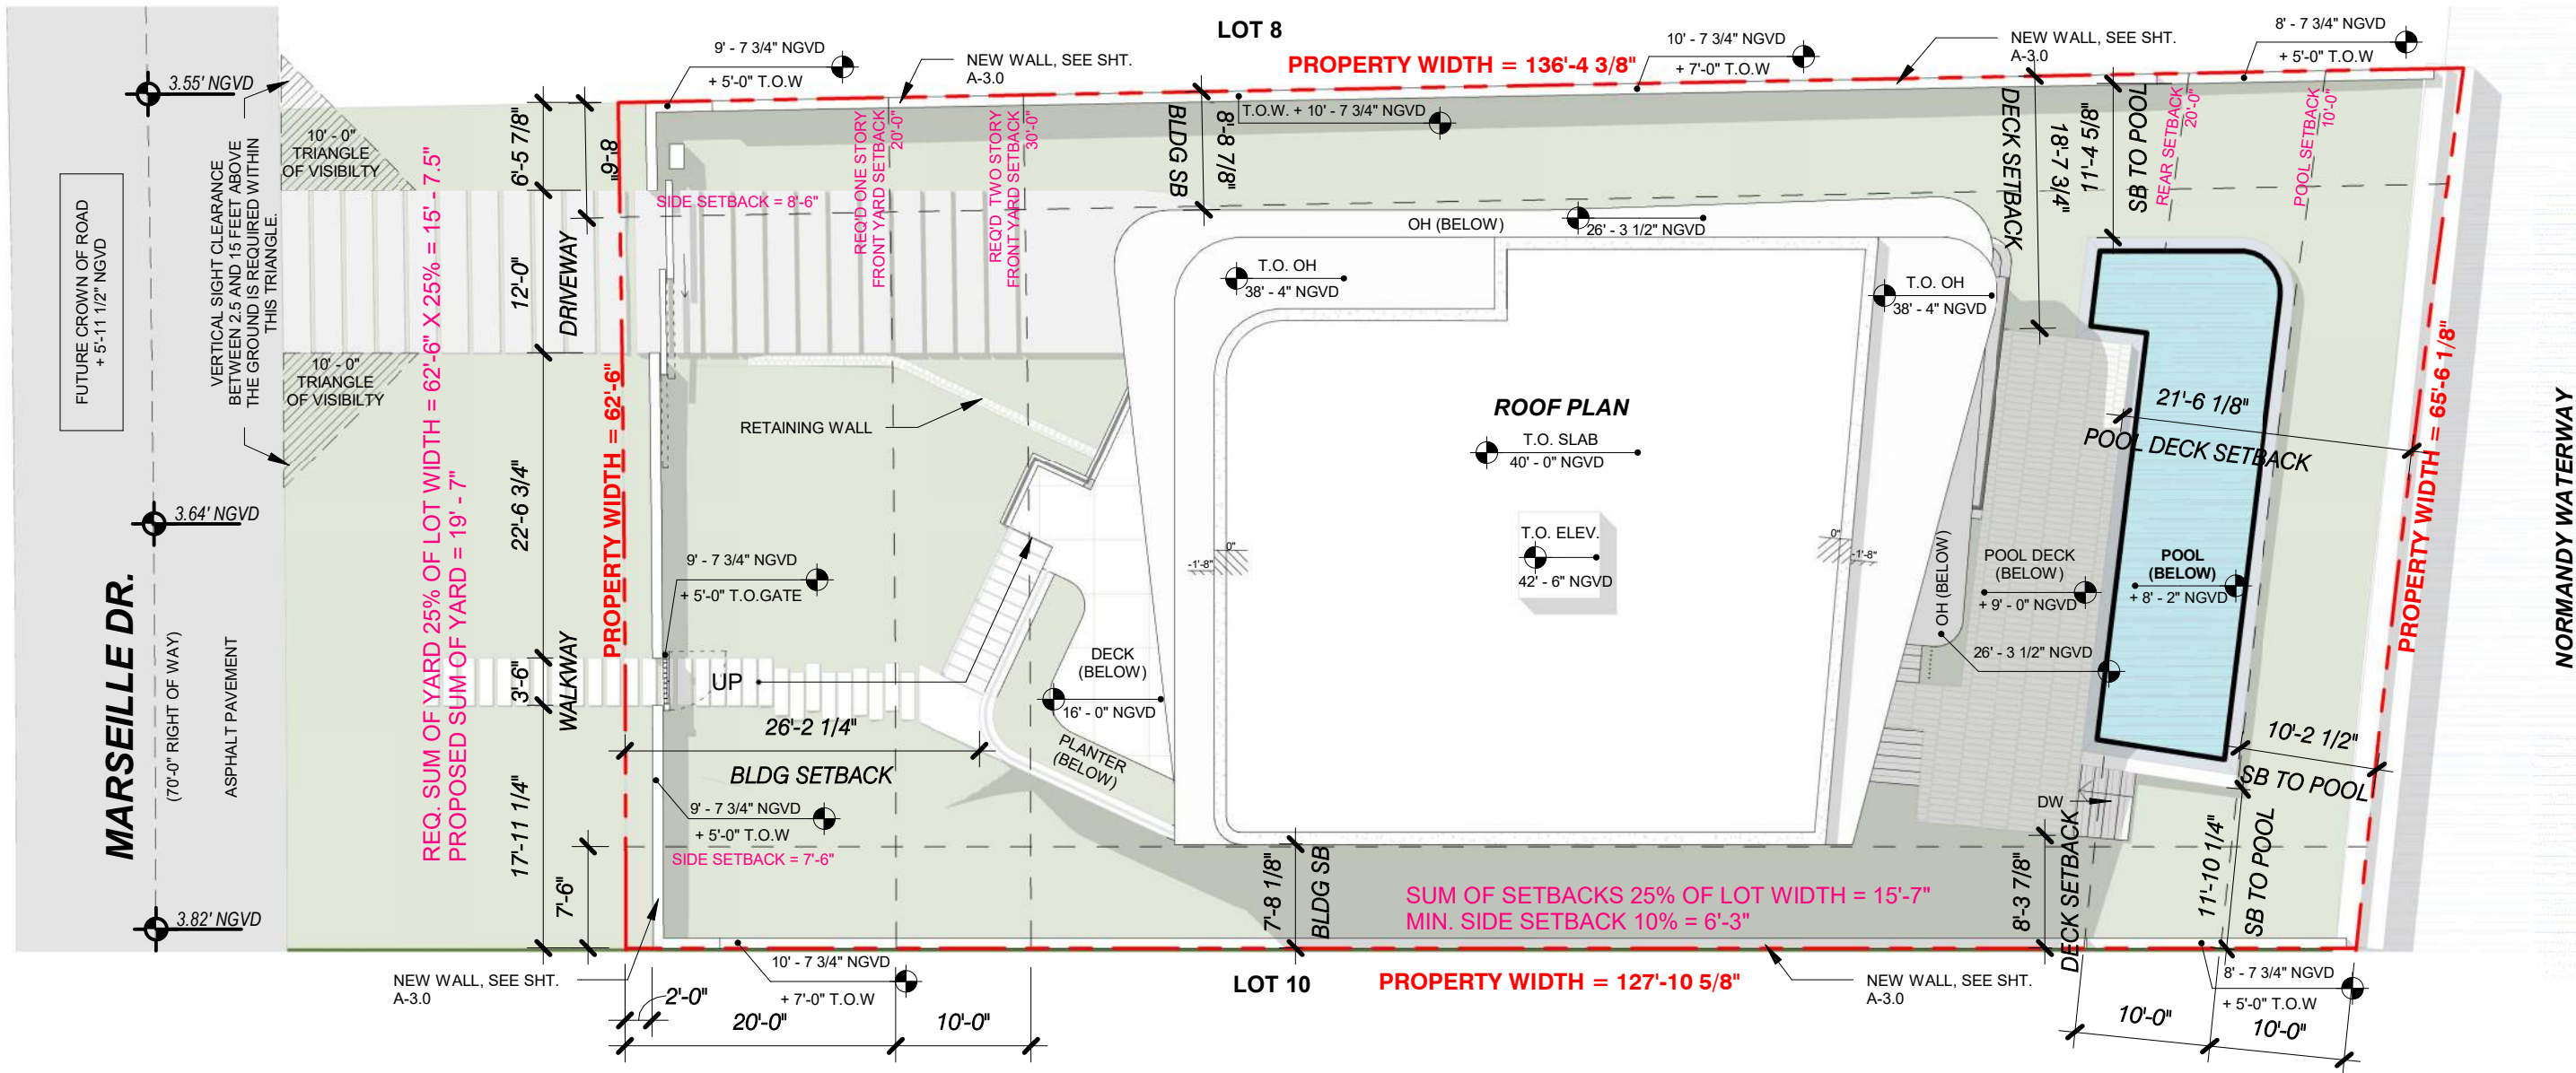 LOT 8
PROPERTY WIDTH = 136'-4 3/8"
9' - 7 3/4" NGVD
+ 5'-0" T.O.W
NEW WALL, SEE SHT.
A-3.0
10' - 7 3/4" NGVD
+ 7'-0" T.O.W
NEW WALL, SEE SHT.
A-3.0
8' - 7 3/4" NGVD
+ 5'-0" T.O.W
T.O.W. + 10' - 7 3/4" NGVD
3.55' NGVD
3.64' NGVD
3.82' NGVD
FUTURE CROWN OF ROAD
+ 5'-11 1/2" NGVD
MARSEILLE DR.
(70'-0" RIGHT OF WAY)
ASPHALT PAVEMENT
VERTICAL SIGHT CLEARANCE
BETWEEN 2.5 AND 15 FEET ABOVE
THE GROUND IS REQUIRED WITHIN
THIS TRIANGLE.
10' - 0"
TRIANGLE
OF VISIBILTY
10' - 0"
TRIANGLE
OF VISIBILTY
REQ. SUM OF YARD 25% OF LOT WIDTH = 62'-6" X 25% = 15' - 7.5"
PROPOSED SUM OF YARD = 19' - 7"
6'-5 7/8"
12'-0"
22'-6 3/4"
3'-6"
17'-11 1/4"
8'-6"
DRIVEWAY
WALKWAY
7'-6"
PROPERTY WIDTH = 62'-6"
SIDE SETBACK = 8'-6"
REQ'D ONE STORY
FRONT YARD SETBACK
20'-0"
REQ'D TWO STORY
FRONT YARD SETBACK
30'-0"
BLDG SB
8'-8 7/8"
OH (BELOW)
26' - 3 1/2" NGVD
T.O. OH
38' - 4" NGVD
T.O. OH
38' - 4" NGVD
DECK SETBACK
18'-7 3/4"
11'-4 5/8"
SB TO POOL
REAR SETBACK
20'-0"
POOL SETBACK
10'-0"
RETAINING WALL
ROOF PLAN
T.O. SLAB
40' - 0" NGVD
T.O. ELEV.
42' - 6" NGVD
-1'-8"
0"
0"
-1'-8"
21'-6 1/8"
POOL DECK SETBACK
PROPERTY WIDTH = 65'-6 1/8"
NORMANDY WATERWAY
9' - 7 3/4" NGVD
+ 5'-0" T.O.GATE
UP
26'-2 1/4"
BLDG SETBACK
9' - 7 3/4" NGVD
+ 5'-0" T.O.W
SIDE SETBACK = 7'-6"
DECK
(BELOW)
16' - 0" NGVD
PLANTER
(BELOW)
OH (BELOW)
POOL DECK
(BELOW)
+ 9' - 0" NGVD
26' - 3 1/2" NGVD
POOL
(BELOW)
+ 8' - 2" NGVD
10'-2 1/2"
SB TO POOL
DW
7'-8 1/8"
BLDG SB
SUM OF SETBACKS 25% OF LOT WIDTH = 15'-7"
MIN. SIDE SETBACK 10% = 6'-3"
8'-3 7/8"
DECK SETBACK
11'-10 1/4"
SB TO POOL
NEW WALL, SEE SHT.
A-3.0
2'-0"
20'-0"
10'-0"
10' - 7 3/4" NGVD
+ 7'-0" T.O.W
LOT 10
PROPERTY WIDTH = 127'-10 5/8"
NEW WALL, SEE SHT.
A-3.0
8' - 7 3/4" NGVD
+ 5'-0" T.O.W
10'-0"
10'-0"